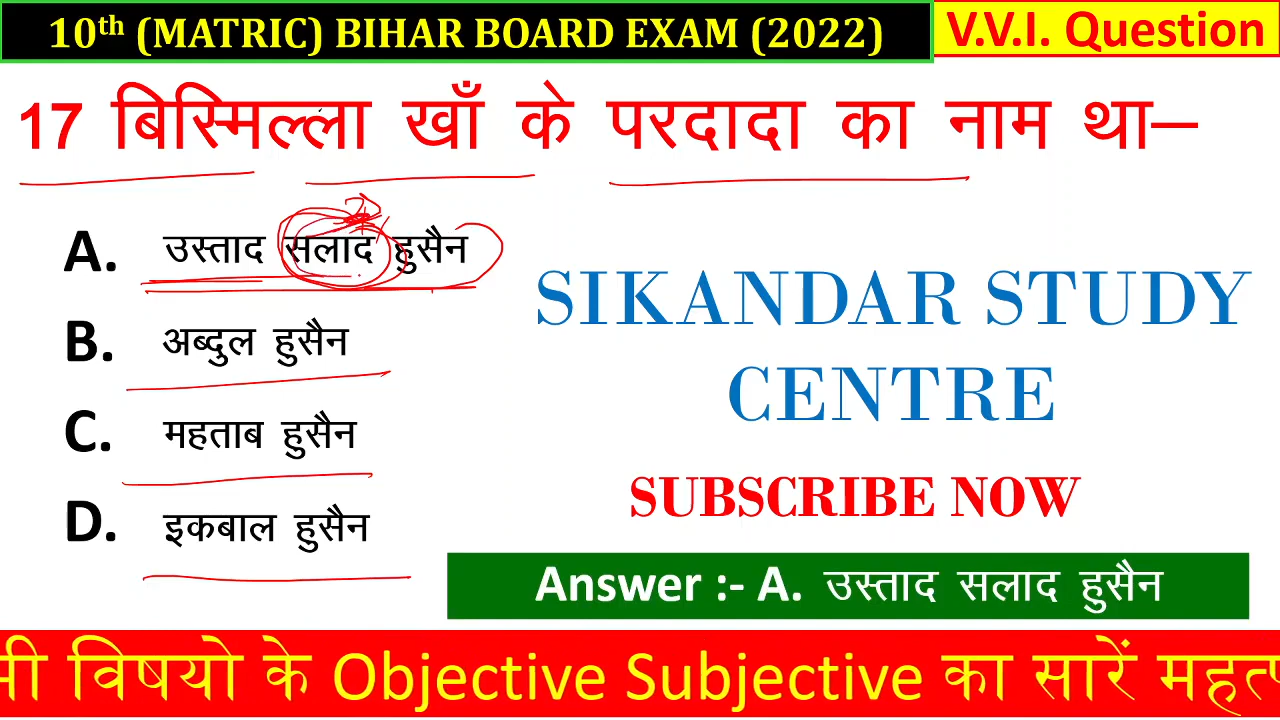 10th (MATRIC) BIHAR BOARD EXAM (2022)
V.V.I. Question
17 बिस्मिल्ला खाँ के परदादा का नाम था–
A. उस्ताद सलाद हुसैन
B. अब्दुल हुसैन
C. महताब हुसैन
D. इकबाल हुसैन
SIKANDAR STUDY
CENTRE
SUBSCRIBE NOW
Answer :- A. उस्ताद सलाद हुसैन
विषयो के Objective Subjective का सारें